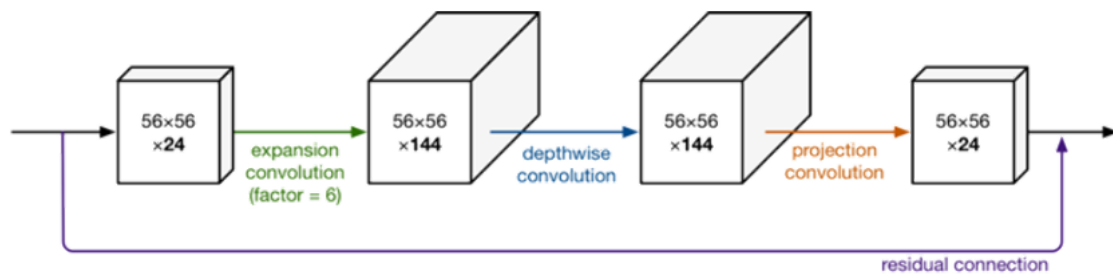 56×56
×24
expansion
convolution
(factor = 6)
56×56
×144
depthwise
convolution
56×56
×144
projection
convolution
56×56
×24
residual connection